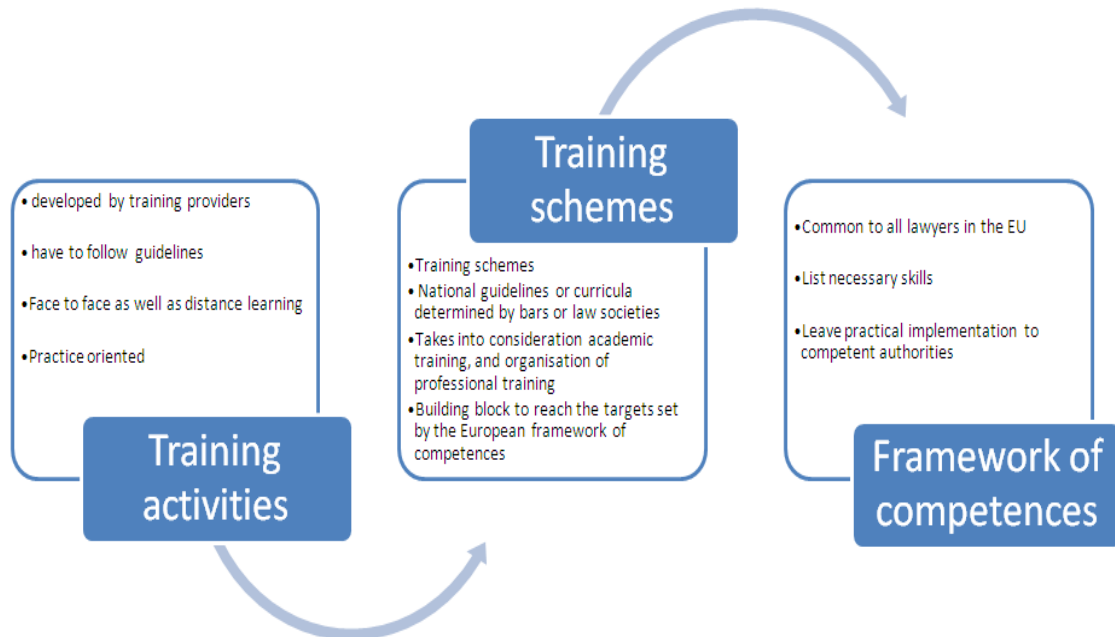 • developed by training providers
• have to follow guidelines
•Face to face as well as distance learning
•Practice oriented
Training
activities
Training
schemes
•Training schemes
• National guidelines or curricula
determined by bars or law societies
•Takes into consideration academic
training, and organisation of
professional training
•Building block to reach the targets set
by the European framework of
competences
•Common to all lawyers in the EU
•List necessary skills
•Leave practical implementation to
competent authorities
Framework of
competences